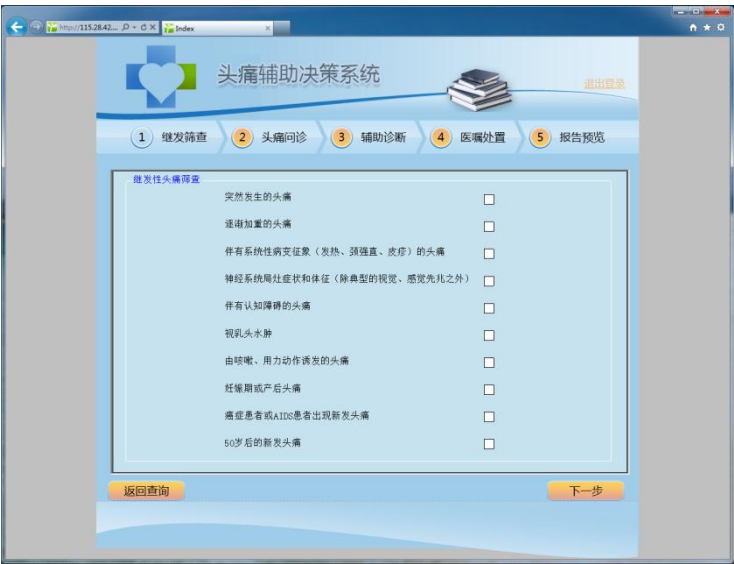 http://115.28.42...
Index
头痛辅助决策系统
退出登录
1 继发筛查 2 头痛问诊 3 辅助诊断 4 医嘱处置 5 报告预览
继发性头痛筛查
突然发生的头痛
逐渐加重的头痛
伴有系统性病变征象（发热、颈强直、皮疹）的头痛
神经系统局灶症状和体征（除典型的视觉、感觉先兆之外）
伴有认知障碍的头痛
视乳头水肿
由咳嗽、用力动作诱发的头痛
妊娠期或产后头痛
癌症患者或AIDS患者出现新发头痛
50岁后的新发头痛
返回查询 下一步